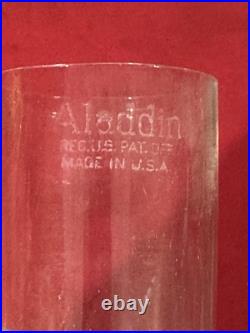 Aladdin
REG. U.S. PAT. OFF
MADE IN U.S.A